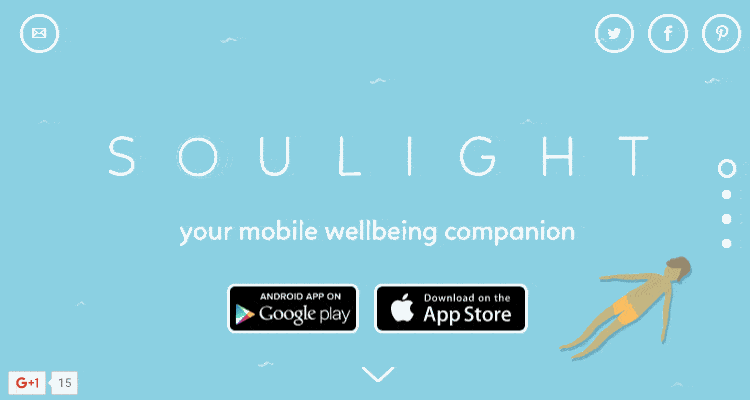 SOULIGHT
your mobile wellbeing companion
ANDROID APP ON
Google play
Download on the
App Store
G+1 15